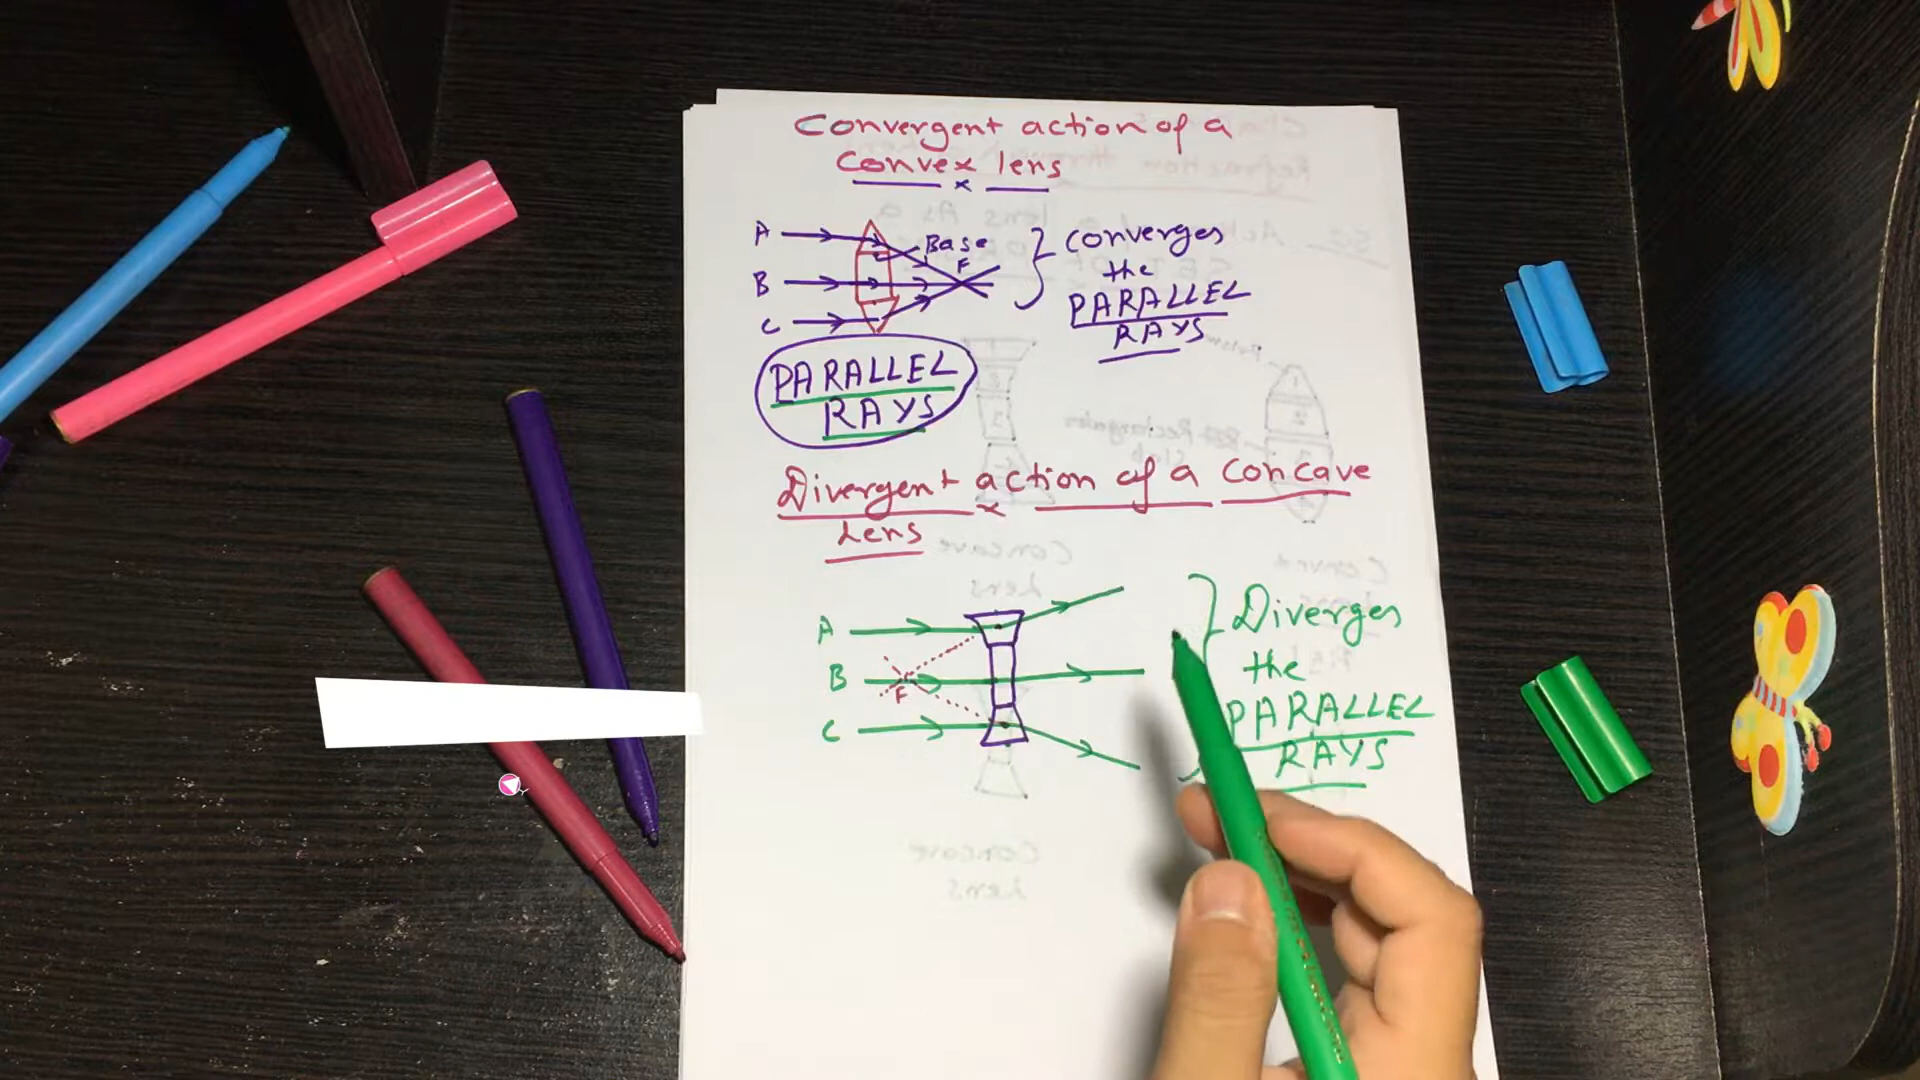 Convergent action of a
Convex lens
A
Base
F
B
C
Converges
the
PARALLEL
RAYS
PARALLEL
RAYS
Divergent action of a concave
Lens
A
B
F
C
Diverges
the
PARALLEL
RAYS